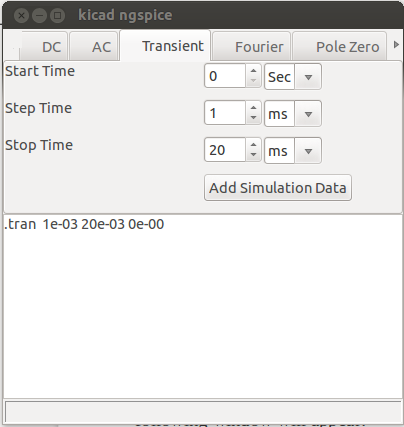 kicad ngspice
DC AC Transient Fourier Pole Zero
Start Time 0 Sec
Step Time 1 ms
Stop Time 20 ms
Add Simulation Data
.tran 1e-03 20e-03 0e-00